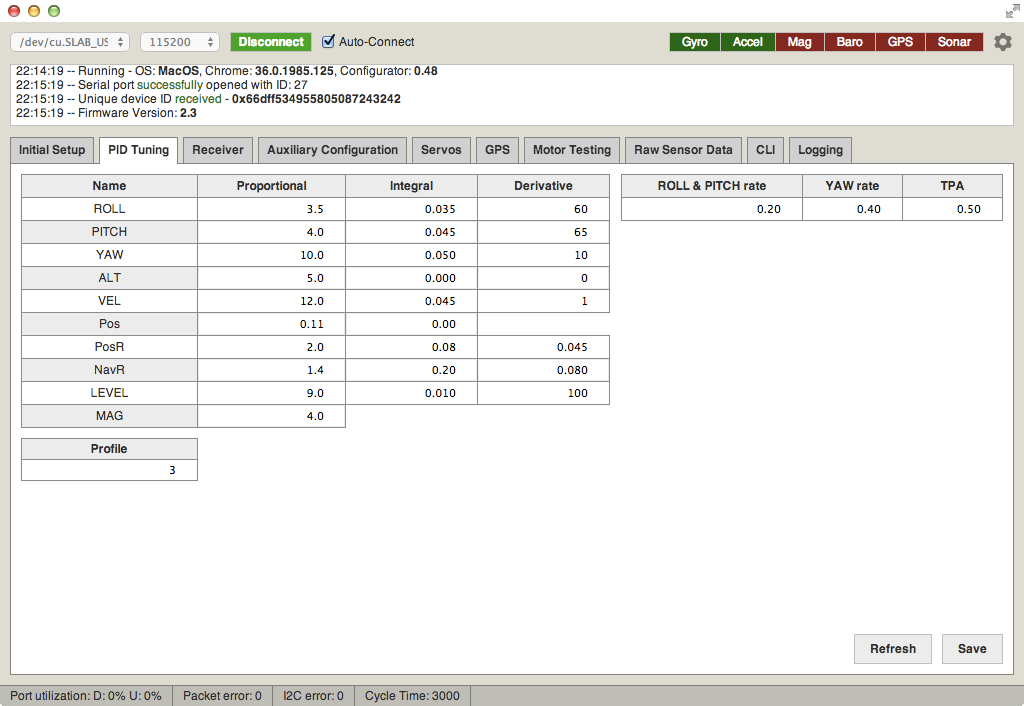 /dev/cu.SLAB_US 115200 Disconnect Auto-Connect Gyro Accel Mag Baro GPS Sonar
22:14:19 -- Running - OS: MacOS, Chrome: 36.0.1985.125, Configurator: 0.48
22:15:19 -- Serial port successfully opened with ID: 27
22:15:19 -- Unique device ID received - 0x66dff534955805087243242
22:15:19 -- Firmware Version: 2.3
Initial Setup PID Tuning Receiver Auxiliary Configuration Servos GPS Motor Testing Raw Sensor Data CLI Logging
Name Proportional Integral Derivative ROLL & PITCH rate YAW rate TPA
ROLL 3.5 0.035 60 0.20 0.40 0.50
PITCH 4.0 0.045 65
YAW 10.0 0.050 10
ALT 5.0 0.000 0
VEL 12.0 0.045 1
Pos 0.11 0.00
PosR 2.0 0.08 0.045
NavR 1.4 0.20 0.080
LEVEL 9.0 0.010 100
MAG 4.0
Profile
3
Refresh Save
Port utilization: D: 0% U: 0% Packet error: 0 I2C error: 0 Cycle Time: 3000